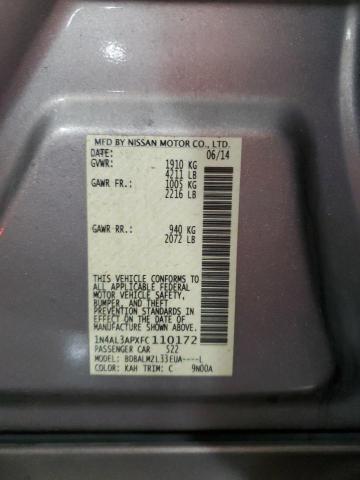 MFD BY NISSAN MOTOR CO., LTD.
DATE: 06/14
GVWR: 1910 KG
4211 LB
GAWR FR.: 1005 KG
2216 LB
GAWR RR.: 940 KG
2072 LB
THIS VEHICLE CONFORMS TO
ALL APPLICABLE FEDERAL
MOTOR VEHICLE SAFETY,
BUMPER, AND THEFT
PREVENTION STANDARDS IN
EFFECT ON THE DATE OF
MANUFACTURE SHOWN ABOVE.
1N4AL3APXFC110172
PASSENGER CAR 522
MODEL: BDBALMZL33EUA----L
COLOR: KAH TRIM: C 9N00A